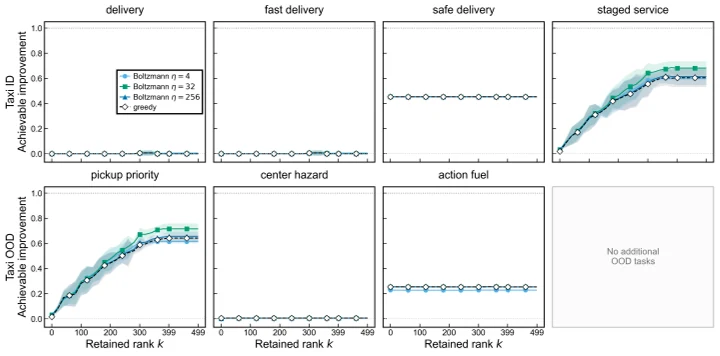 delivery
fast delivery
safe delivery
staged service
Taxi ID
Achievable improvement
1.0
0.8
0.6
0.4
0.2
0.0
Boltzmann η = 4
Boltzmann η = 32
Boltzmann η = 256
greedy
pickup priority
center hazard
action fuel
Taxi OOD
Achievable improvement
1.0
0.8
0.6
0.4
0.2
0.0
No additional
OOD tasks
0 100 200 300 399 499
0 100 200 300 399 499
0 100 200 300 399 499
Retained rank k
Retained rank k
Retained rank k